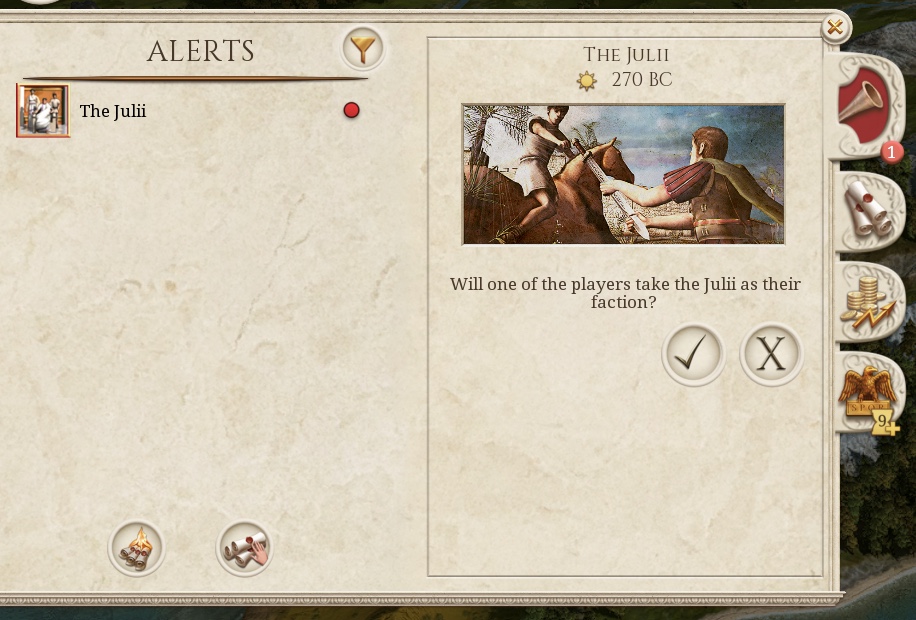 ALERTS
The Julii
The Julii
270 BC
Will one of the players take the Julii as their
faction?
1
S.P.Q.R
9